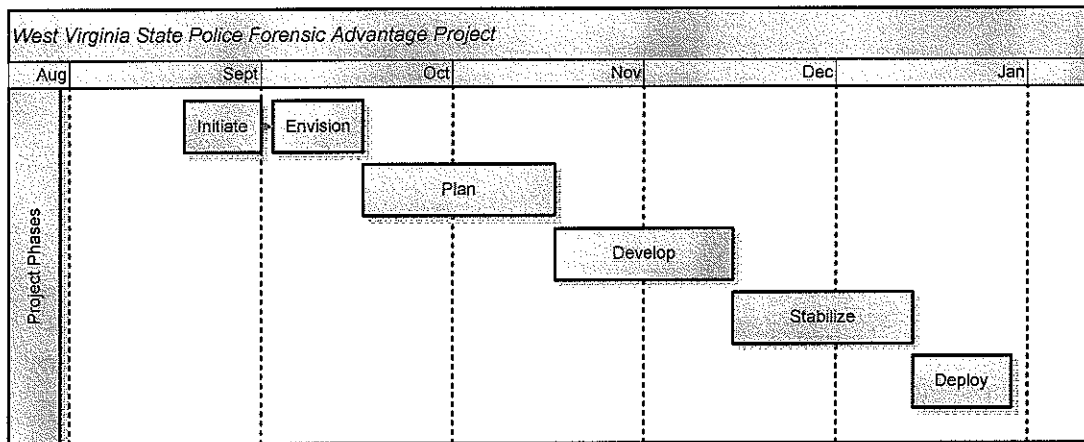 West Virginia State Police Forensic Advantage Project
Aug Sept Oct Nov Dec Jan
Project Phases
Initiate Envision
Plan
Develop
Stabilize
Deploy